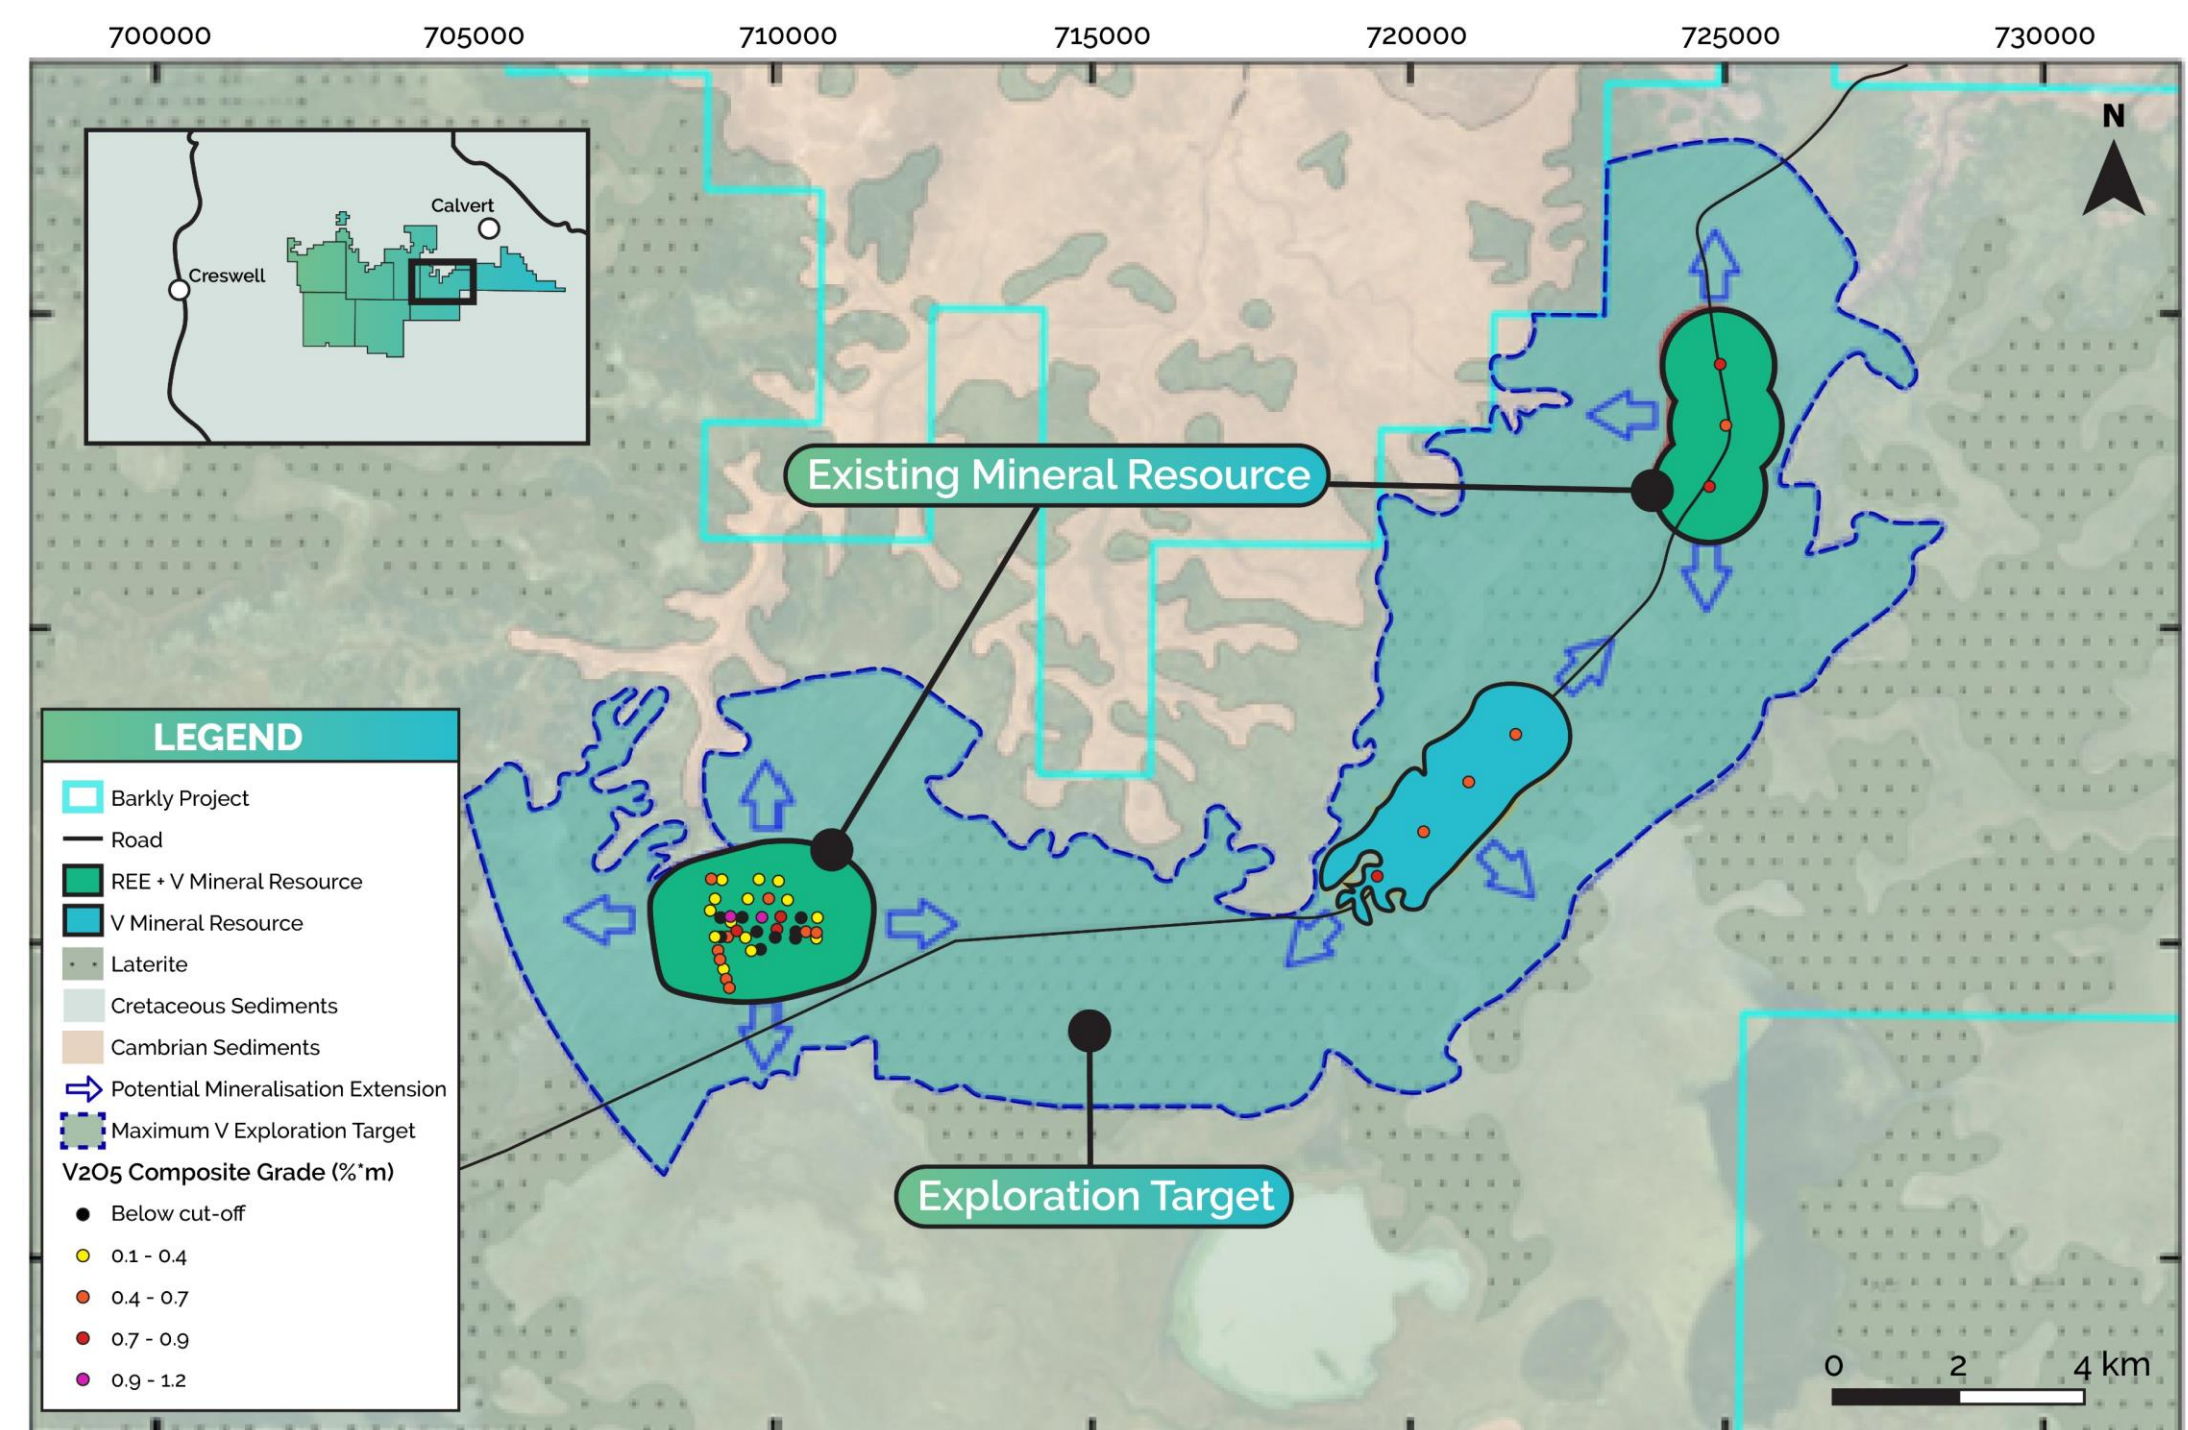 700000 705000 710000 715000 720000 725000 730000
N
Calvert
Creswell
Existing Mineral Resource
LEGEND
Barkly Project
Road
REE + V Mineral Resource
V Mineral Resource
Laterite
Cretaceous Sediments
Cambrian Sediments
Potential Mineralisation Extension
Maximum V Exploration Target
V2O5 Composite Grade (%*m)
Below cut-off
0.1 - 0.4
0.4 - 0.7
0.7 - 0.9
0.9 - 1.2
Exploration Target
0 2 4 km